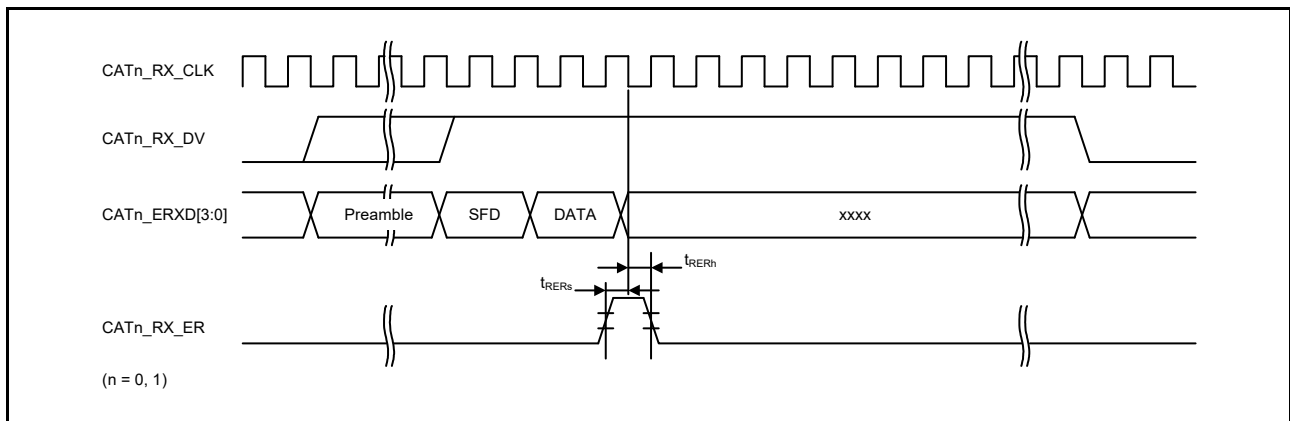 CATn_RX_CLK
CATn_RX_DV
CATn_ERXD[3:0]
Preamble
SFD
DATA
xxxx
tRERh
tRERs
CATn_RX_ER
(n = 0, 1)